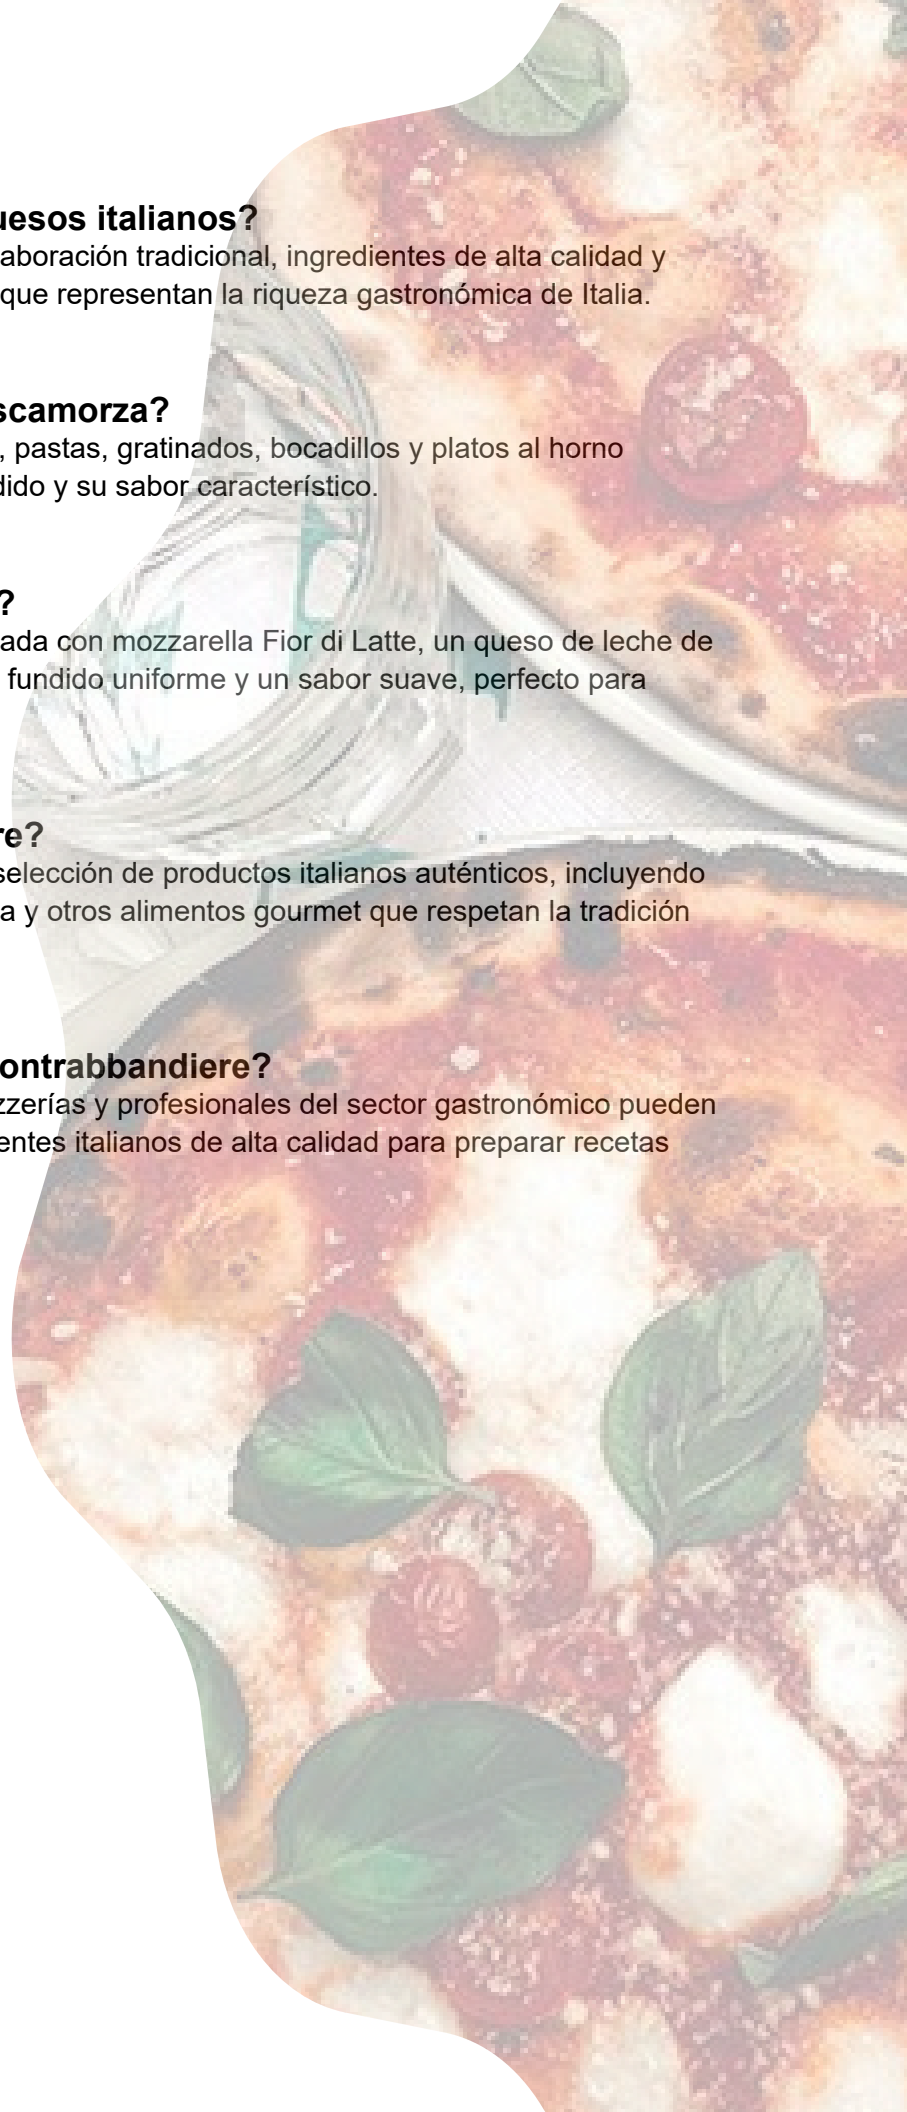 uesos italianos?
aboración tradicional, ingredientes de alta calidad y
que representan la riqueza gastronómica de Italia.
scamorza?
, pastas, gratinados, bocadillos y platos al horno
dido y su sabor característico.
?
ada con mozzarella Fior di Latte, un queso de leche de
fundido uniforme y un sabor suave, perfecto para
re?
selección de productos italianos auténticos, incluyendo
a y otros alimentos gourmet que respetan la tradición
ontrabbandiere?
zzerías y profesionales del sector gastronómico pueden
entes italianos de alta calidad para preparar recetas